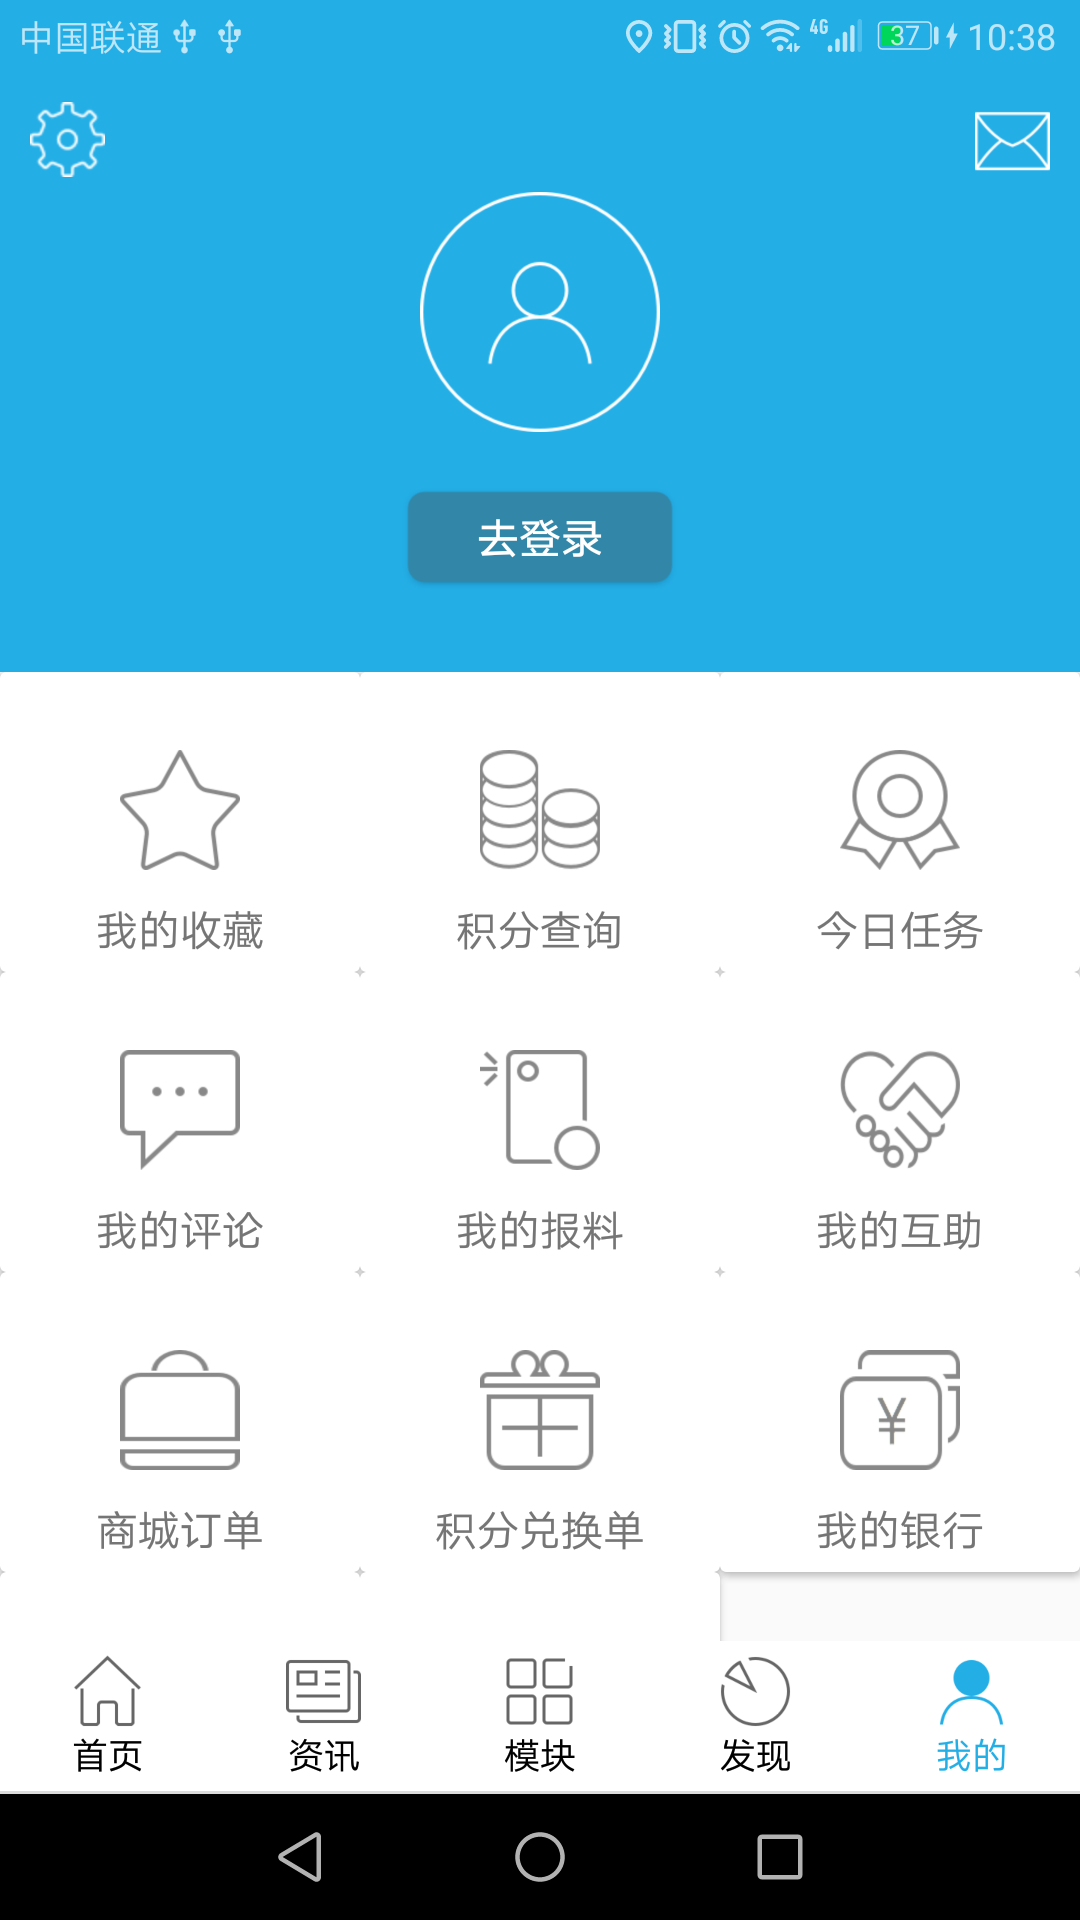 中国联通 4G 37 10:38
去登录
我的收藏 积分查询 今日任务
我的评论 我的报料 我的互助
¥
商城订单 积分兑换单 我的银行
首页 资讯 模块 发现 我的